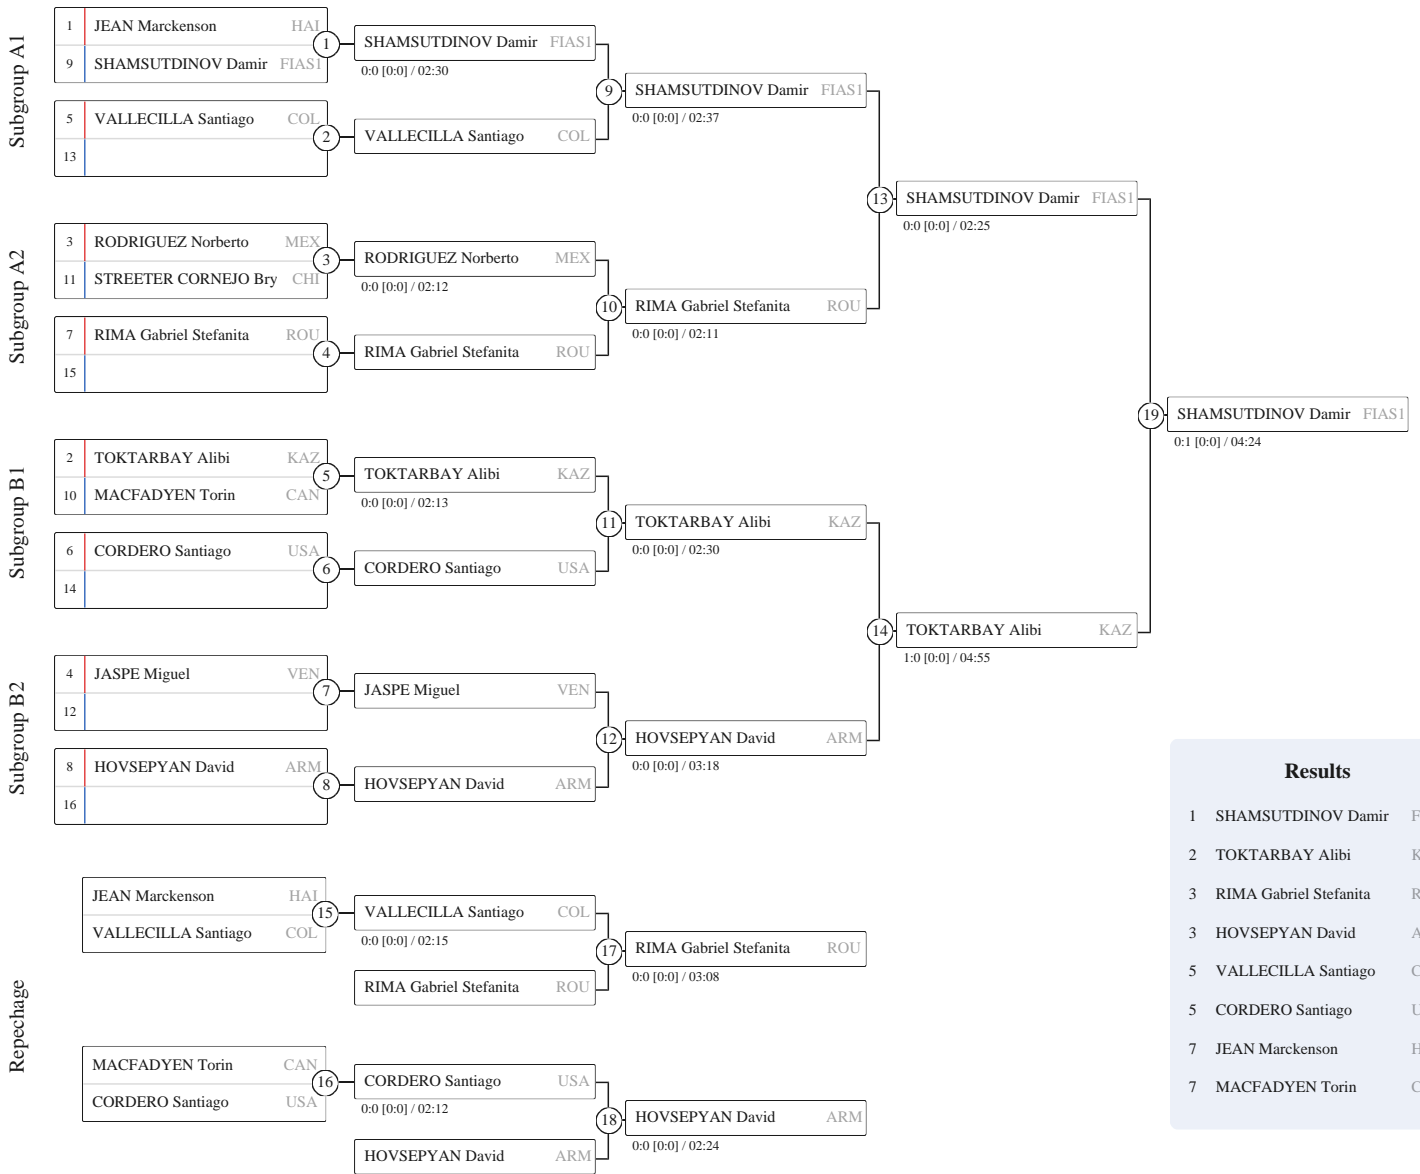 Subgroup A1
1 JEAN Marckenson HAI
9 SHAMSUTDINOV Damir FIAS1
1
SHAMSUTDINOV Damir FIAS1
0:0 [0:0] / 02:30
5 VALLECILLA Santiago COL
13
2
VALLECILLA Santiago COL
9
SHAMSUTDINOV Damir FIAS1
0:0 [0:0] / 02:37
Subgroup A2
3 RODRIGUEZ Norberto MEX
11 STREETER CORNEJO Bry CHI
3
RODRIGUEZ Norberto MEX
0:0 [0:0] / 02:12
7 RIMA Gabriel Stefanita ROU
15
4
RIMA Gabriel Stefanita ROU
10
RIMA Gabriel Stefanita ROU
0:0 [0:0] / 02:11
13
SHAMSUTDINOV Damir FIAS1
0:0 [0:0] / 02:25
Subgroup B1
2 TOKTARBAY Alibi KAZ
10 MACFADYEN Torin CAN
5
TOKTARBAY Alibi KAZ
0:0 [0:0] / 02:13
6 CORDERO Santiago USA
14
6
CORDERO Santiago USA
11
TOKTARBAY Alibi KAZ
0:0 [0:0] / 02:30
Subgroup B2
4 JASPE Miguel VEN
12
7
JASPE Miguel VEN
8 HOVSEPYAN David ARM
16
8
HOVSEPYAN David ARM
12
HOVSEPYAN David ARM
0:0 [0:0] / 03:18
14
TOKTARBAY Alibi KAZ
1:0 [0:0] / 04:55
19
SHAMSUTDINOV Damir FIAS1
0:1 [0:0] / 04:24
Repechage
JEAN Marckenson HAI
VALLECILLA Santiago COL
15
VALLECILLA Santiago COL
0:0 [0:0] / 02:15
RIMA Gabriel Stefanita ROU
17
RIMA Gabriel Stefanita ROU
0:0 [0:0] / 03:08
MACFADYEN Torin CAN
CORDERO Santiago USA
16
CORDERO Santiago USA
0:0 [0:0] / 02:12
HOVSEPYAN David ARM
18
HOVSEPYAN David ARM
0:0 [0:0] / 02:24
Results
1 SHAMSUTDINOV Damir F
2 TOKTARBAY Alibi K
3 RIMA Gabriel Stefanita R
3 HOVSEPYAN David A
5 VALLECILLA Santiago C
5 CORDERO Santiago U
7 JEAN Marckenson H
7 MACFADYEN Torin C